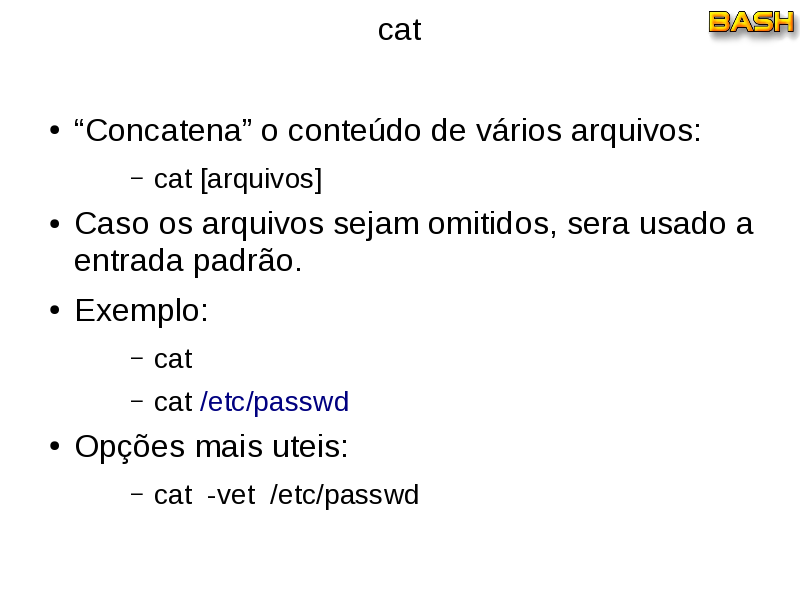 cat
BASH
• “Concatena” o conteúdo de vários arquivos:
– cat [arquivos]
• Caso os arquivos sejam omitidos, sera usado a
entrada padrão.
• Exemplo:
– cat
– cat /etc/passwd
• Opções mais uteis:
– cat  -vet  /etc/passwd